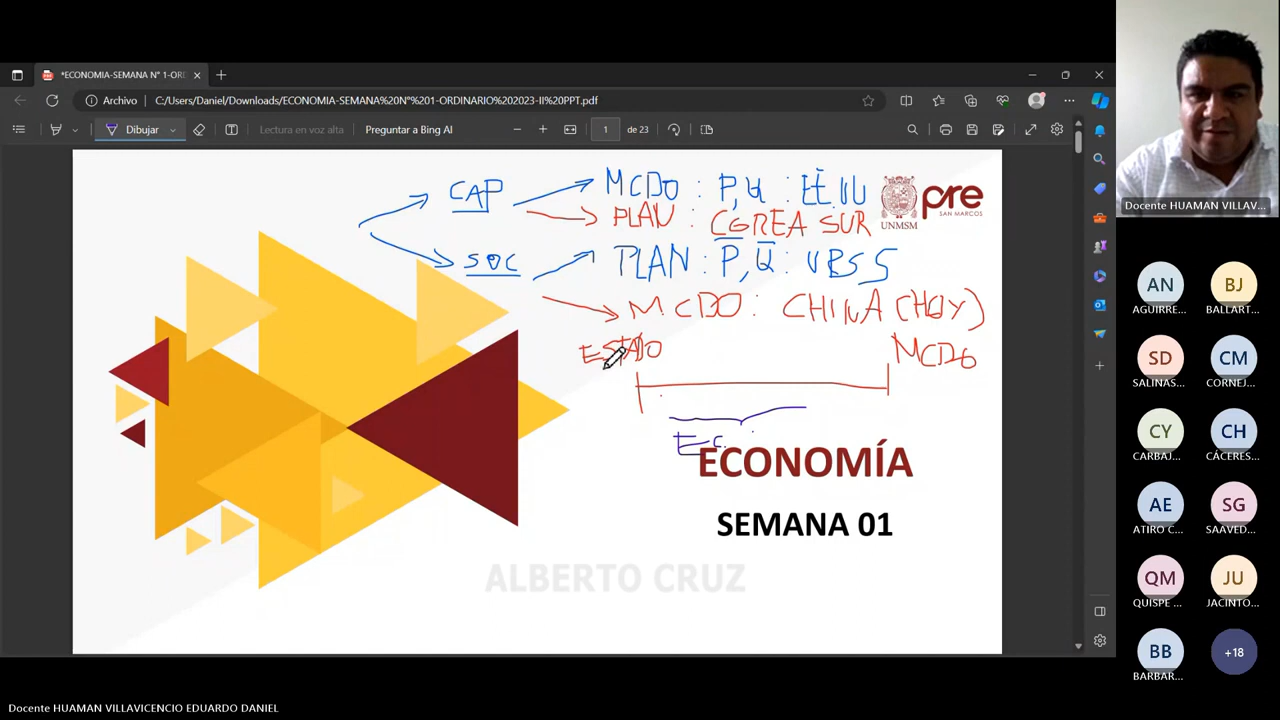 *ECONOMIA-SEMANA N° 1-ORD
Archivo
C:/Users/Daniel/Downloads/ECONOMIA-SEMANA%20N°%201-ORDINARIO%202023-II%20PPT.pdf
Dibujar
Lectura en voz alta
Preguntar a Bing AI
1
de 23
CAP
MCDO : P, Q : EE.UU
PLAN : COREA SUR
SOC
PLAN : P, Q : URSS
MCDO : CHINA (HOY)
ESTADO
MCDO
Ec.
UNMSM
pre
SAN MARCOS
ECONOMÍA
SEMANA 01
ALBERTO CRUZ
Docente HUAMAN VILLAV...
AN
AGUIRRE...
BJ
BALLART...
SD
SALINAS...
CM
CORNEJ...
CY
CARBAJ...
CH
CÁCERES...
AE
ATIRO C...
SG
SAAVED...
QM
QUISPE ...
JU
JACINTO...
BB
BARBAR...
+18
Docente HUAMAN VILLAVICENCIO EDUARDO DANIEL